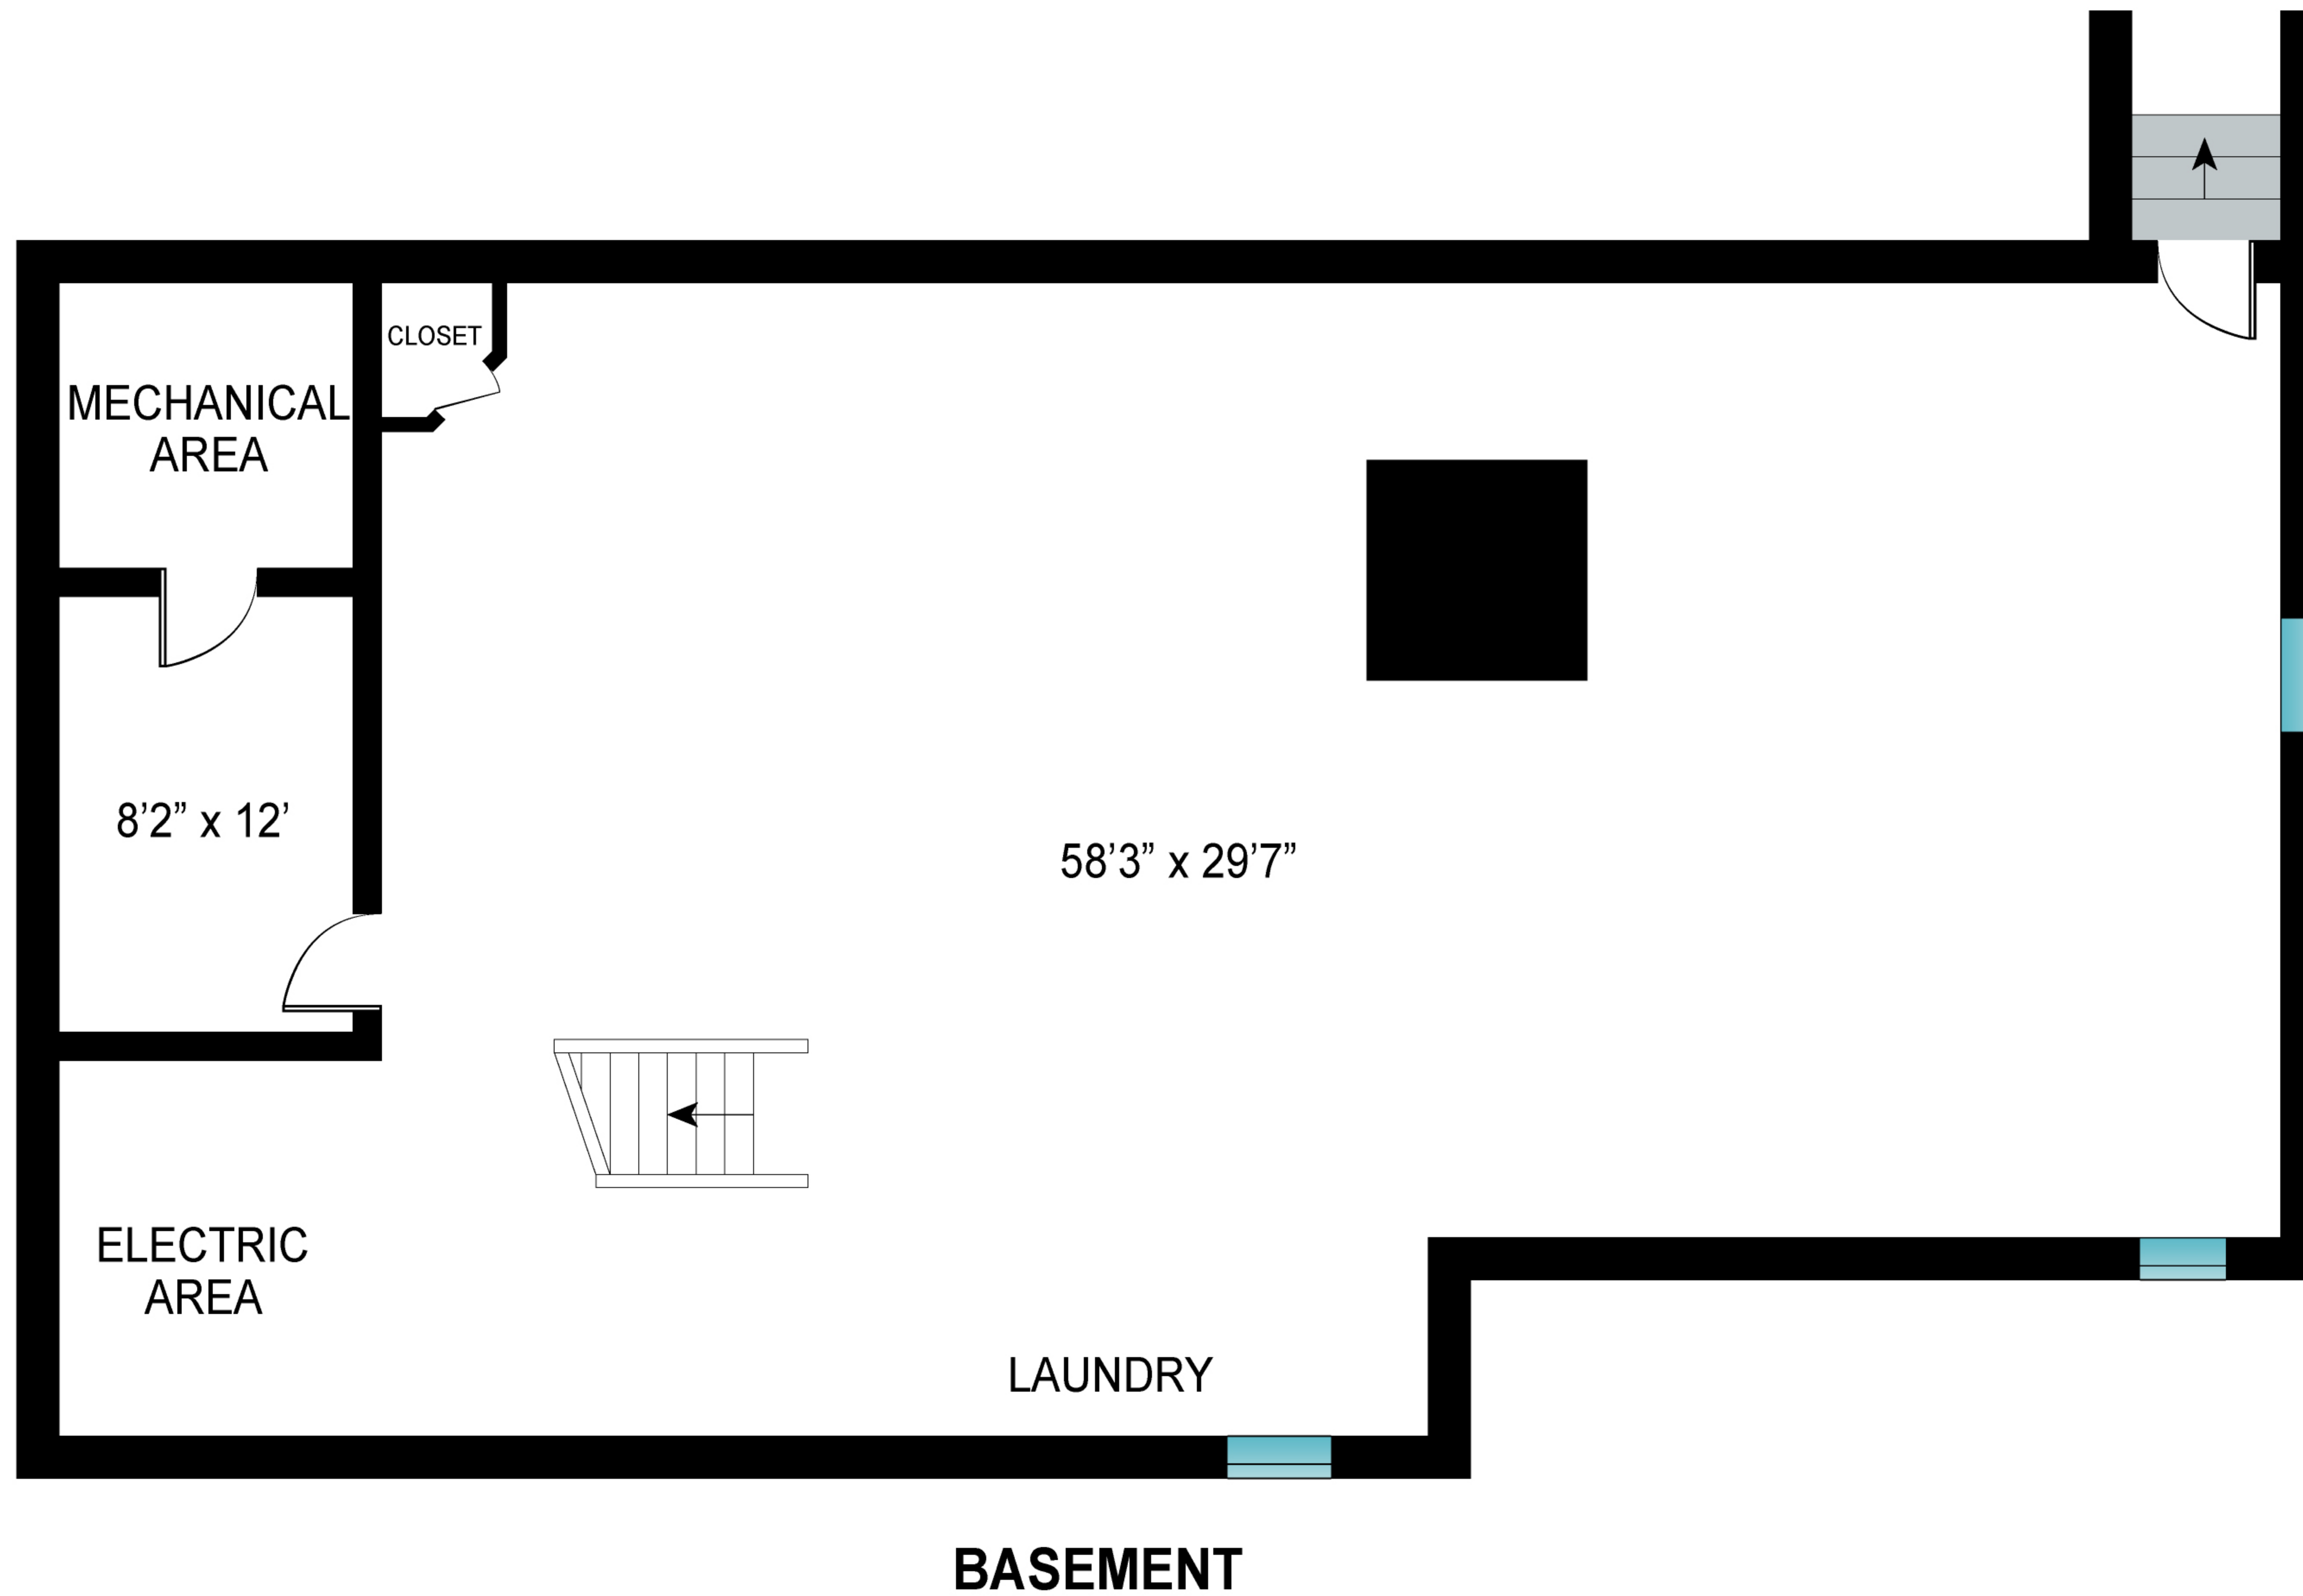 CLOSET
MECHANICAL
AREA
8’2” x 12’
58’3” x 29’7”
ELECTRIC
AREA
LAUNDRY
BASEMENT